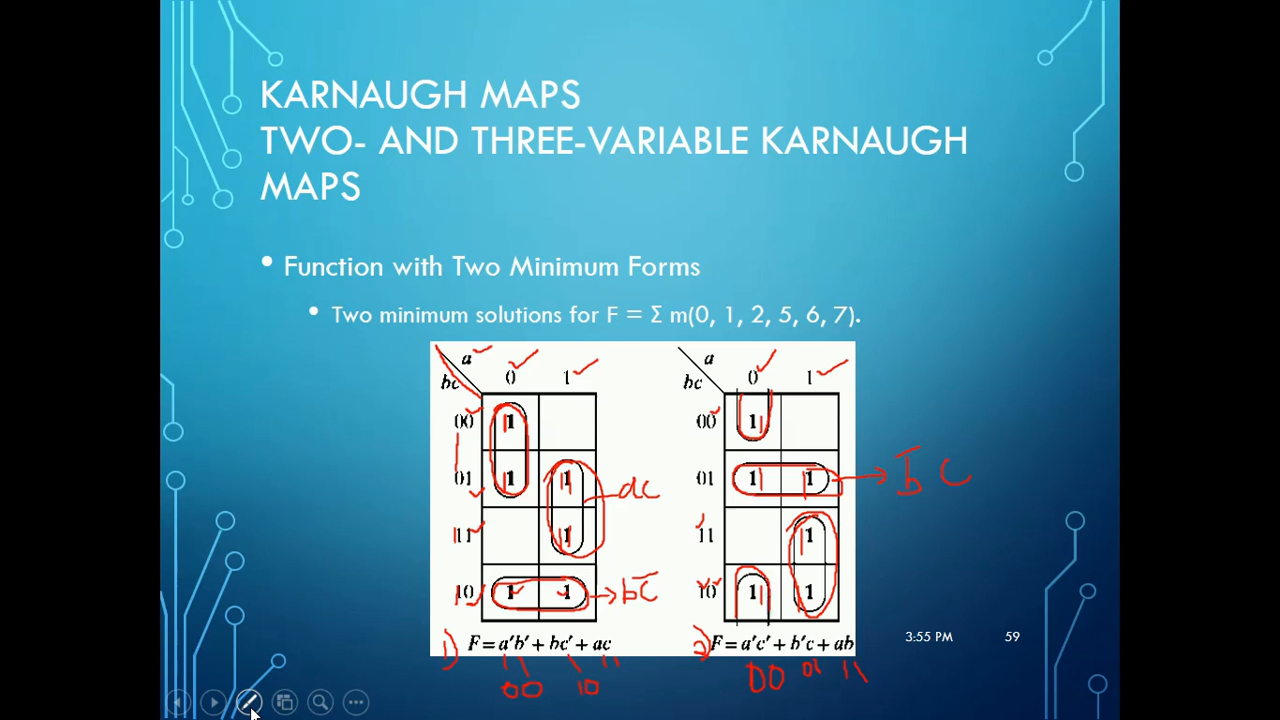 KARNAUGH MAPS
TWO- AND THREE-VARIABLE KARNAUGH
MAPS
• Function with Two Minimum Forms
• Two minimum solutions for F = Σ m(0, 1, 2, 5, 6, 7).
a
bc
0 1
00 1
01 1 1
11 1
10 1 1
ac
bc̅
1) F = a′b′ + bc′ + ac
00 10 11
a
bc
0 1
00 1
01 1 1
11 1
10 1 1
b̅ c
2) F = a′c′ + b′c + ab
00 01 11
3:55 PM 59